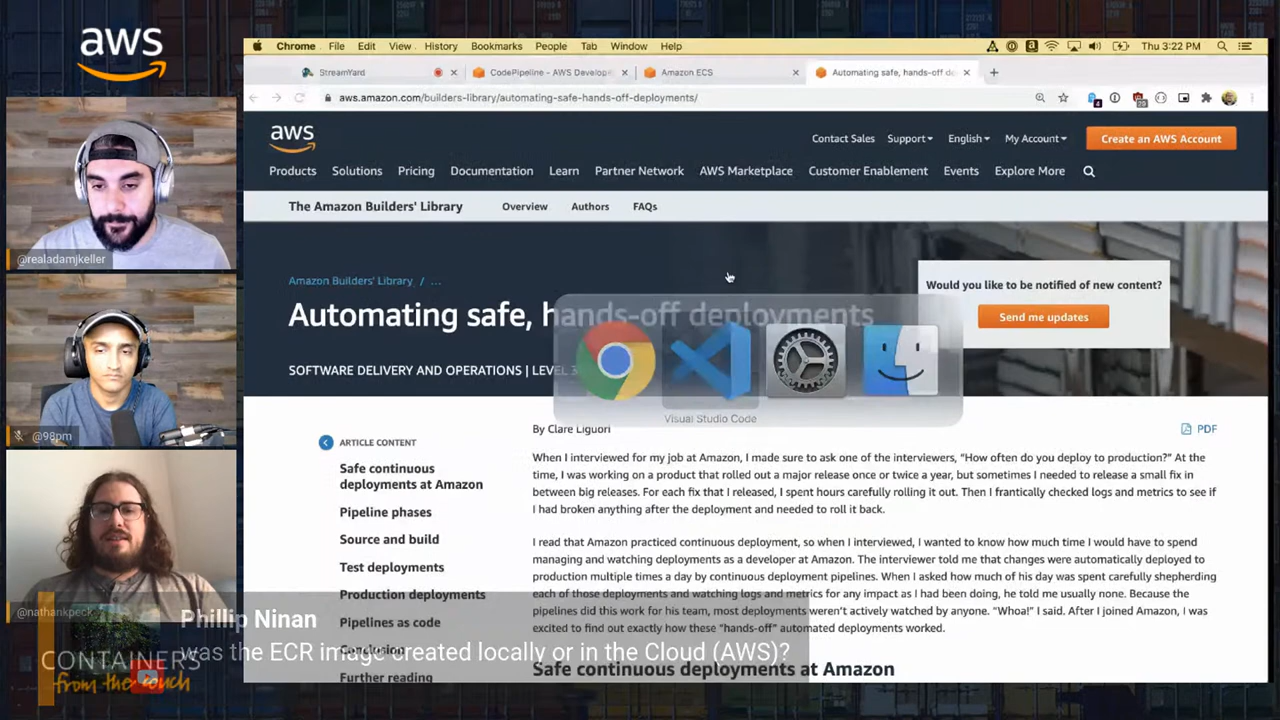 aws
@realadamjkeller
@98pm
@nathanpeck
Chrome File Edit View History Bookmarks People Tab Window Help
Thu 3:22 PM
StreamYard
CodePipeline - AWS Develope
Amazon ECS
Automating safe, hands-off de
aws.amazon.com/builders-library/automating-safe-hands-off-deployments/
aws
Contact Sales Support English My Account Create an AWS Account
Products Solutions Pricing Documentation Learn Partner Network AWS Marketplace Customer Enablement Events Explore More
The Amazon Builders' Library Overview Authors FAQs
Amazon Builders' Library / ...
Automating safe, hands-off deployments
SOFTWARE DELIVERY AND OPERATIONS | LEVEL
Would you like to be notified of new content?
Send me updates
Visual Studio Code
ARTICLE CONTENT
Safe continuous
deployments at Amazon
Pipeline phases
Source and build
Test deployments
Production deployments
Pipelines as code
Conclusion
Further reading
By Clare Liguori
PDF
When I interviewed for my job at Amazon, I made sure to ask one of the interviewers, “How often do you deploy to production?” At the
time, I was working on a product that rolled out a major release once or twice a year, but sometimes I needed to release a small fix in
between big releases. For each fix that I released, I spent hours carefully rolling it out. Then I frantically checked logs and metrics to see if
I had broken anything after the deployment and needed to roll it back.
I read that Amazon practiced continuous deployment, so when I interviewed, I wanted to know how much time I would have to spend
managing and watching deployments as a developer at Amazon. The interviewer told me that changes were automatically deployed to
production multiple times a day by continuous deployment pipelines. When I asked how much of his day was spent carefully shepherding
each of those deployments and watching logs and metrics for any impact as I had been doing, he told me usually none. Because the
pipelines did this work for his team, most deployments weren't actively watched by anyone. “Whoa!” I said. After I joined Amazon, I was
excited to find out exactly how these “hands-off” automated deployments worked.
Safe continuous deployments at Amazon
Phillip Ninan
was the ECR image created locally or in the Cloud (AWS)?
CONTAINERS
from the couch